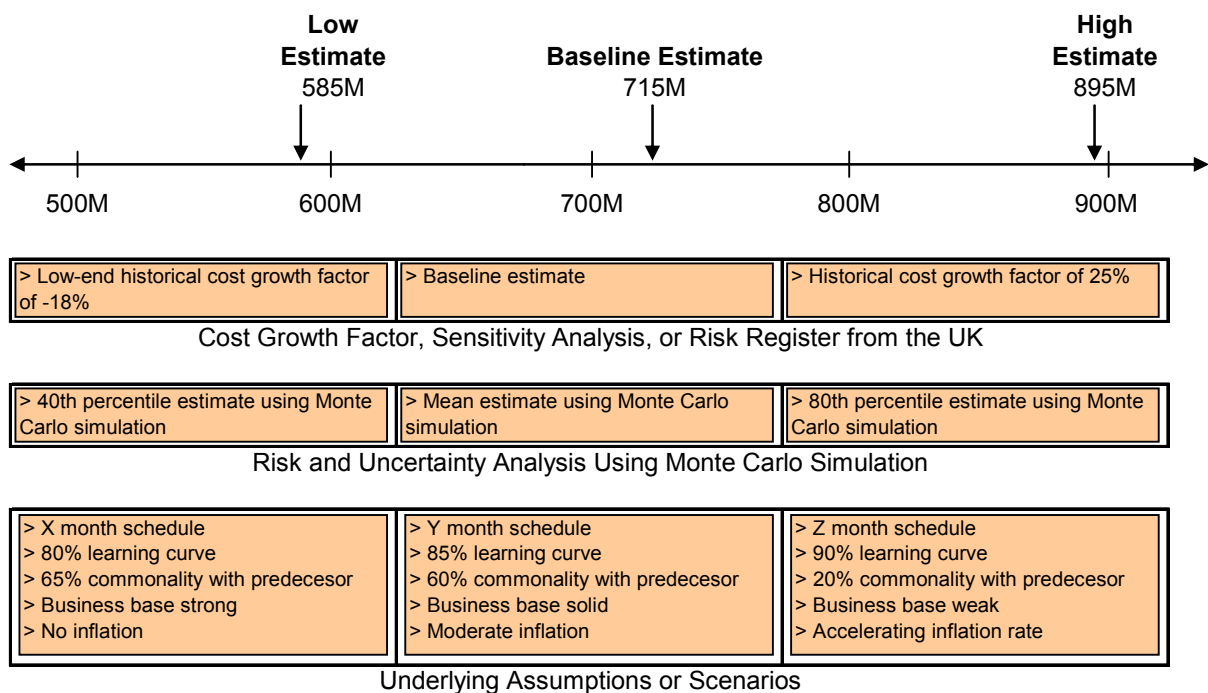 Low
Estimate
585M
Baseline Estimate
715M
High
Estimate
895M
500M
600M
700M
800M
900M
> Low-end historical cost growth factor
of -18%
> Baseline estimate
> Historical cost growth factor of 25%
Cost Growth Factor, Sensitivity Analysis, or Risk Register from the UK
> 40th percentile estimate using Monte
Carlo simulation
> Mean estimate using Monte Carlo
simulation
> 80th percentile estimate using Monte
Carlo simulation
Risk and Uncertainty Analysis Using Monte Carlo Simulation
> X month schedule
> 80% learning curve
> 65% commonality with predecesor
> Business base strong
> No inflation
> Y month schedule
> 85% learning curve
> 60% commonality with predecesor
> Business base solid
> Moderate inflation
> Z month schedule
> 90% learning curve
> 20% commonality with predecesor
> Business base weak
> Accelerating inflation rate
Underlying Assumptions or Scenarios